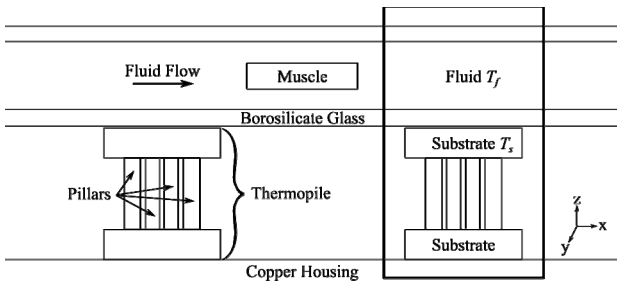 Fluid Flow
Muscle
Fluid T_f
Borosilicate Glass
Substrate T_s
Pillars
Thermopile
Substrate
Copper Housing
z
x
y